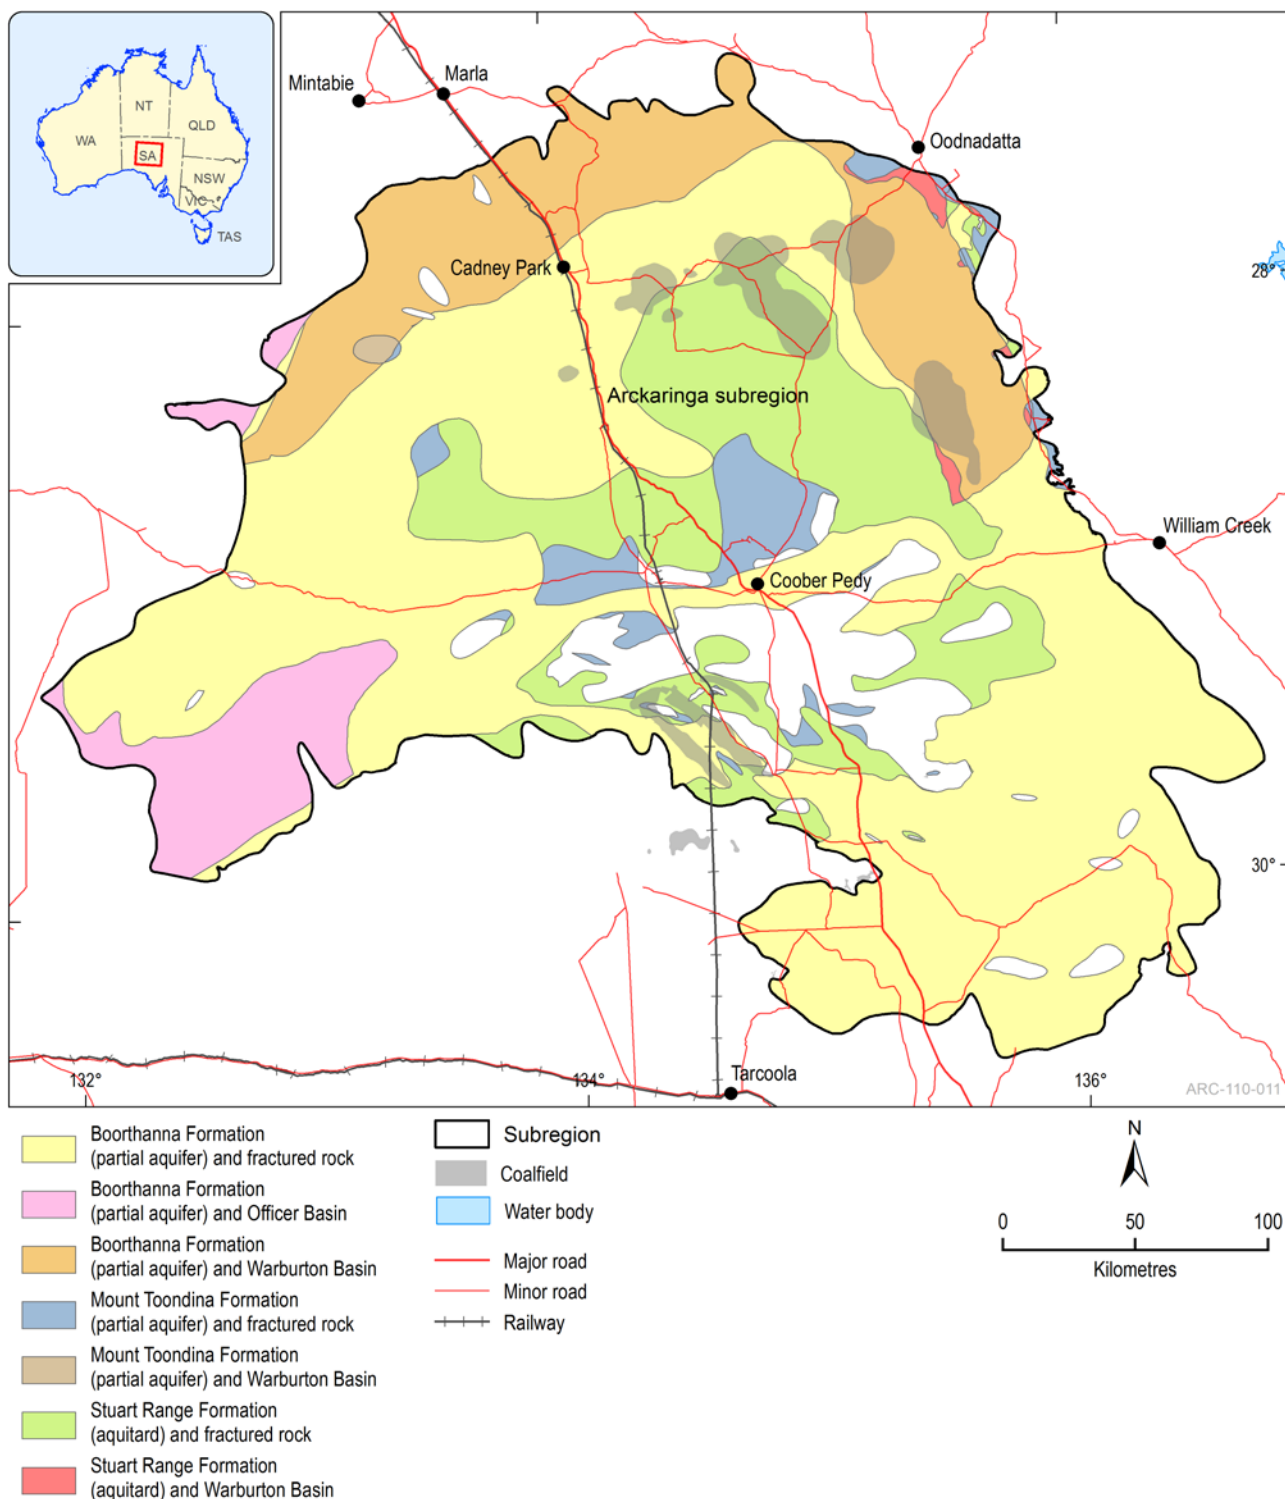 NT
WA
QLD
SA
NSW
VIC
TAS
Mintabie
Marla
Oodnadatta
Cadney Park
28°
Arckaringa subregion
William Creek
Coober Pedy
30°
132°
134°
Tarcoola
136°
ARC-110-011
Boorthanna Formation
(partial aquifer) and fractured rock
Boorthanna Formation
(partial aquifer) and Officer Basin
Boorthanna Formation
(partial aquifer) and Warburton Basin
Mount Toondina Formation
(partial aquifer) and fractured rock
Mount Toondina Formation
(partial aquifer) and Warburton Basin
Stuart Range Formation
(aquitard) and fractured rock
Stuart Range Formation
(aquitard) and Warburton Basin
Subregion
Coalfield
Water body
Major road
Minor road
Railway
N
0 50 100
Kilometres